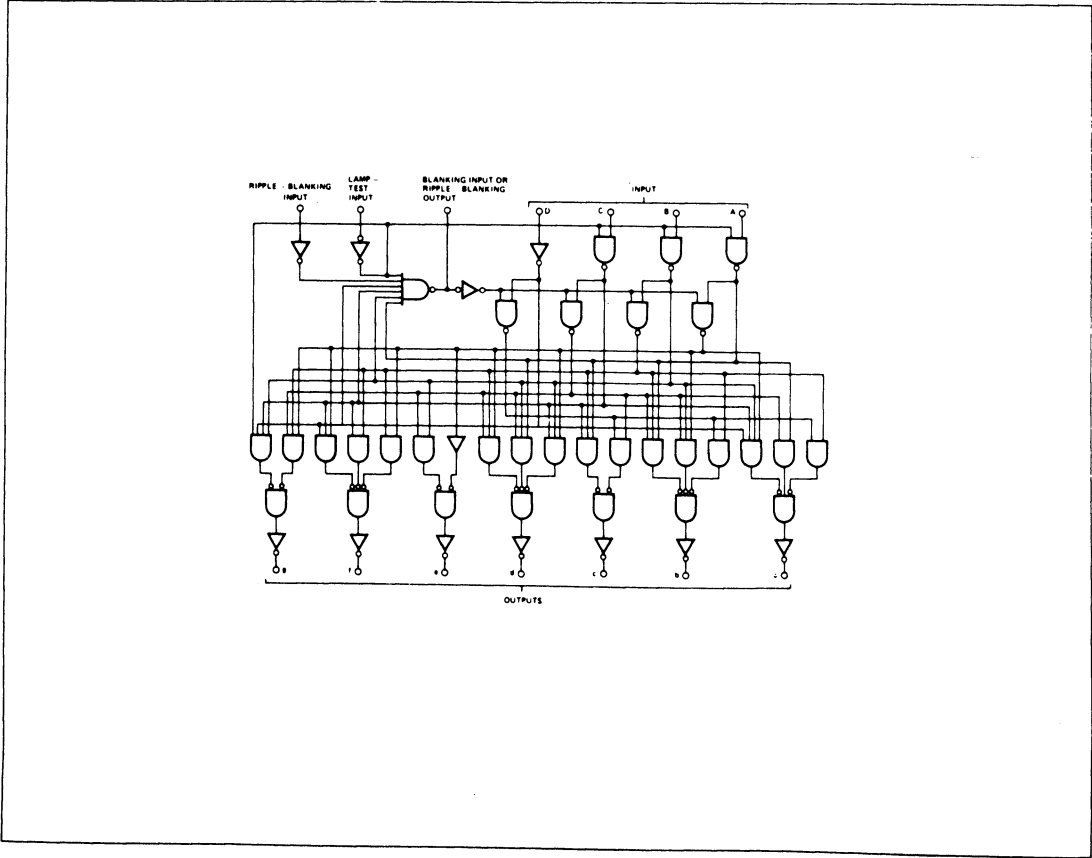 RIPPLE - BLANKING
INPUT
LAMP -
TEST
INPUT
BLANKING INPUT OR
RIPPLE BLANKING
OUTPUT
INPUT
D
C
B
A
g
f
e
d
c
b
OUTPUTS